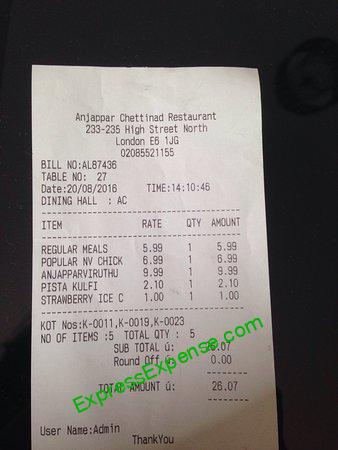 Anjappar Chettinad Restaurant
233-235 High Street North
London E6 1JG
02085521155
BILL NO:AL87436
TABLE NO: 27
Date:20/08/2016 TIME:14:10:46
DINING HALL : AC
ITEM RATE QTY AMOUNT
REGULAR MEALS 5.99 1 5.99
POPULAR NV CHICK 6.99 1 6.99
ANJAPPARVIRUTHU 9.99 1 9.99
PISTA KULFI 2.10 1 2.10
STRAWBERRY ICE C 1.00 1 1.00
KOT Nos:K-0011,K-0019,K-0023
NO OF ITEMS :5 TOTAL QTY : 5
SUB TOTAL ú: 26.07
Round Off ú: 0.00
TOTAL AMOUNT ú: 26.07
User Name:Admin
ThankYou
ExpressExpense.com